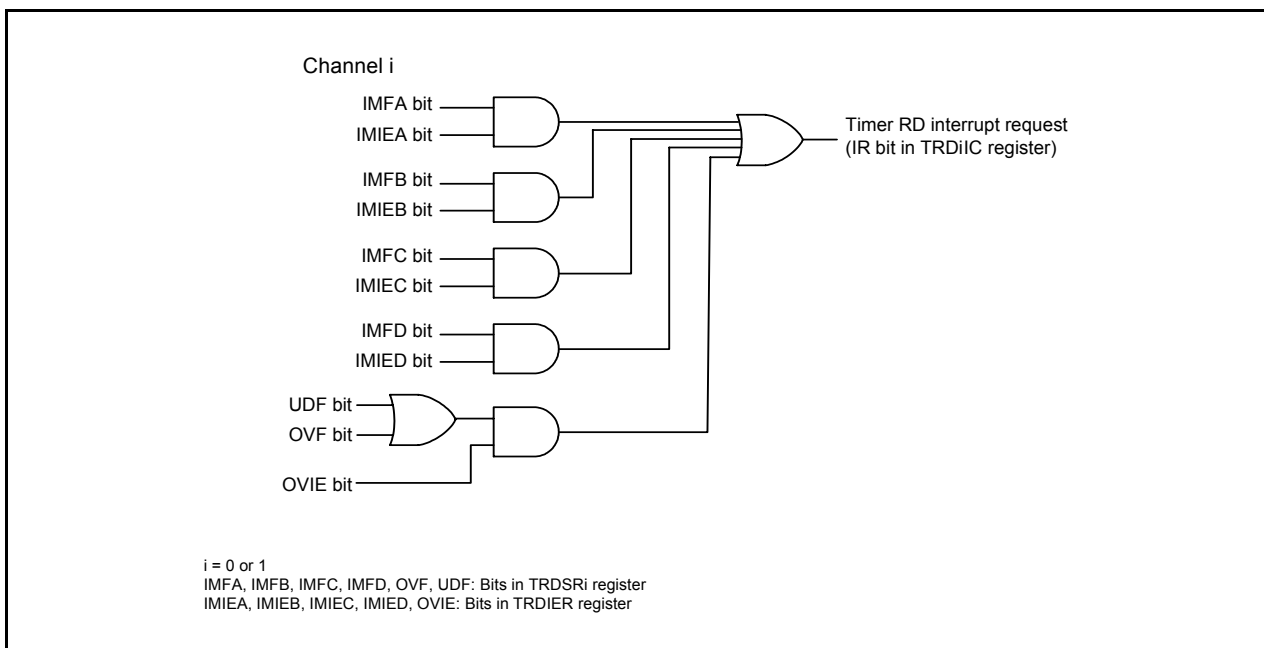 Channel i
IMFA bit
IMIEA bit
IMFB bit
IMIEB bit
IMFC bit
IMIEC bit
IMFD bit
IMIED bit
UDF bit
OVF bit
OVIE bit
Timer RD interrupt request
(IR bit in TRDiIC register)
i = 0 or 1
IMFA, IMFB, IMFC, IMFD, OVF, UDF: Bits in TRDSRi register
IMIEA, IMIEB, IMIEC, IMIED, OVIE: Bits in TRDIER register